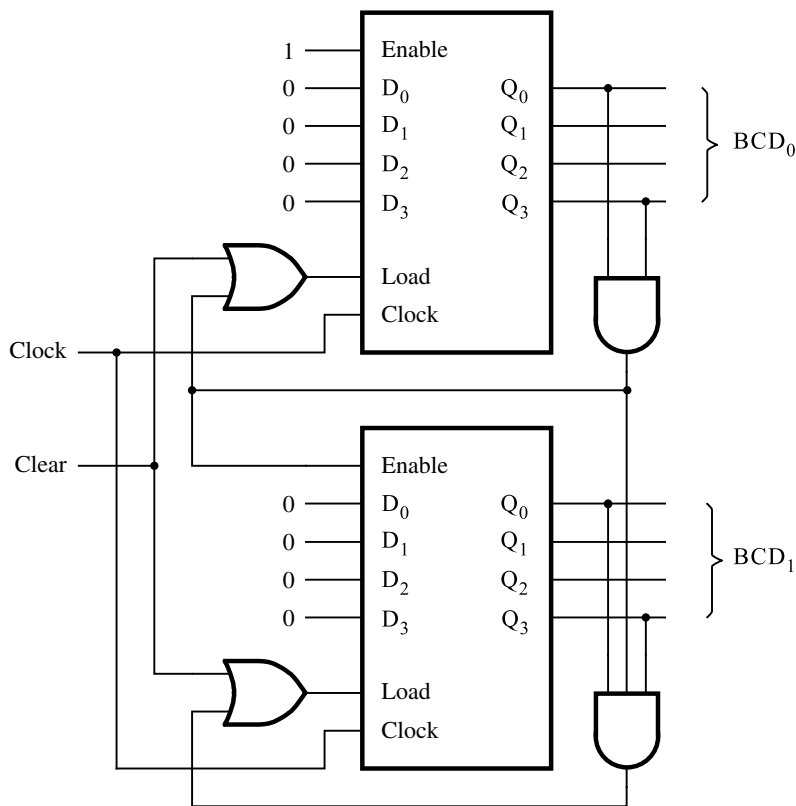 1 Enable
0 D₀ Q₀
0 D₁ Q₁
0 D₂ Q₂
0 D₃ Q₃
BCD₀
Load
Clock
Clock
Clear
Enable
0 D₀ Q₀
0 D₁ Q₁
0 D₂ Q₂
0 D₃ Q₃
BCD₁
Load
Clock